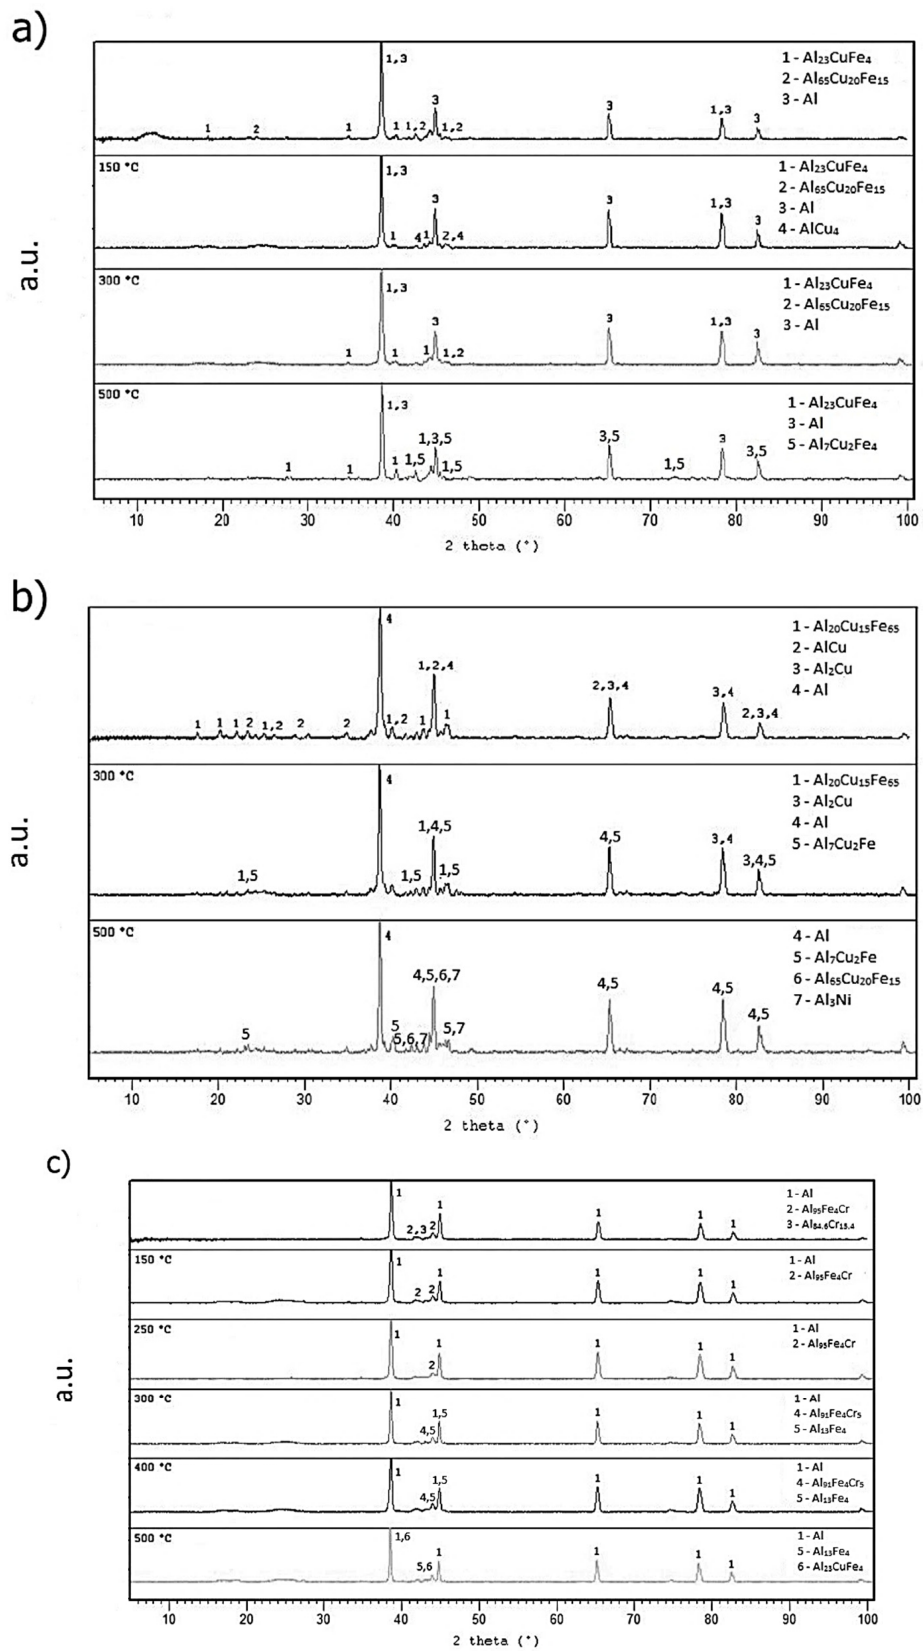 a)
1 - Al23CuFe4
2 - Al65Cu20Fe15
3 - Al
1,3
3
3
1,3
3
1
2
1
1 1,2
1,2
150 °C
1 - Al23CuFe4
2 - Al65Cu20Fe15
3 - Al
4 - AlCu4
1,3
3
3
1,3
3
1
4 1
2,4
300 °C
1 - Al23CuFe4
2 - Al65Cu20Fe15
3 - Al
1,3
3
3
1,3
3
1
1
1
1,2
500 °C
1 - Al23CuFe4
3 - Al
5 - Al7Cu2Fe4
1,3
1,3,5
3,5
3
3,5
1
1
1
1,5
1,5
1,5
a.u.
10 20 30 40 50 60 70 80 90 100
2 theta (°)
b)
1 - Al20Cu15Fe65
2 - AlCu
3 - Al2Cu
4 - Al
4
1,2,4
2,3,4
3,4
2,3,4
1
1
1
2
1,2
2
2
1,2
1
1
300 °C
1 - Al20Cu15Fe65
3 - Al2Cu
4 - Al
5 - Al7Cu2Fe
4
1,4,5
4,5
3,4
3,4,5
1,5
1,5
1,5
500 °C
4 - Al
5 - Al7Cu2Fe
6 - Al65Cu20Fe15
7 - Al3Ni
4
4,5,6,7
4,5
4,5
4,5
5
5
5,6,7
5,7
a.u.
10 20 30 40 50 60 70 80 90 100
2 theta (°)
c)
1 - Al
2 - Al95Fe4Cr
3 - Al84,6Cr15,4
1
1
1
1
1
2,3
2
150 °C
1 - Al
2 - Al95Fe4Cr
1
1
1
1
1
2
2
250 °C
1 - Al
2 - Al95Fe4Cr
1
1
1
1
1
2
300 °C
1 - Al
4 - Al91Fe4Cr5
5 - Al13Fe4
1
1,5
1
1
1
4,5
400 °C
1 - Al
4 - Al91Fe4Cr5
5 - Al13Fe4
1
1,5
1
1
1
4,5
500 °C
1 - Al
5 - Al13Fe4
6 - Al23CuFe4
1,6
1
1
1
1
5,6
a.u.
10 20 30 40 50 60 70 80 90 100
2 theta (°)